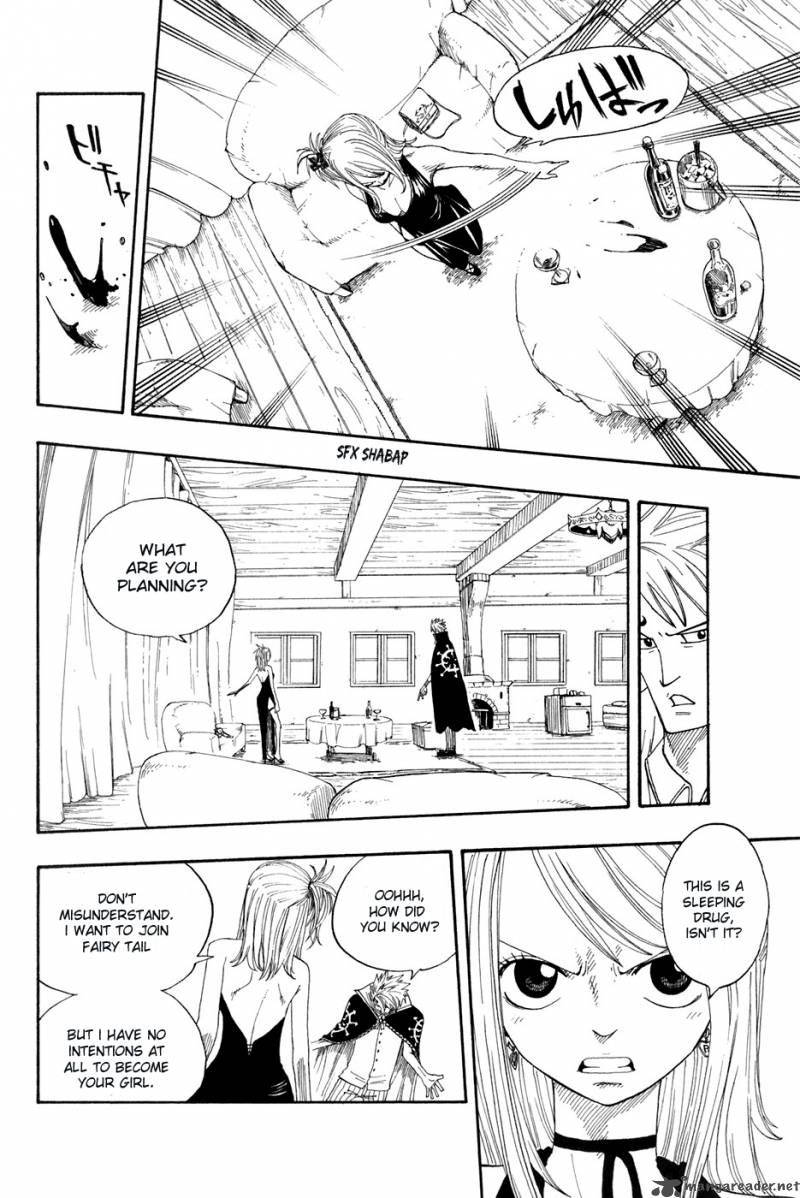 しゅばっ
ビチャ
SFX SHABAP
WHAT
ARE YOU
PLANNING?
THIS IS A
SLEEPING
DRUG,
ISN'T IT?
OOHHH,
HOW DID
YOU KNOW?
DON'T
MISUNDERSTAND.
I WANT TO JOIN
FAIRY TAIL
BUT I HAVE NO
INTENTIONS AT
ALL TO BECOME
YOUR GIRL.
mangareader.net